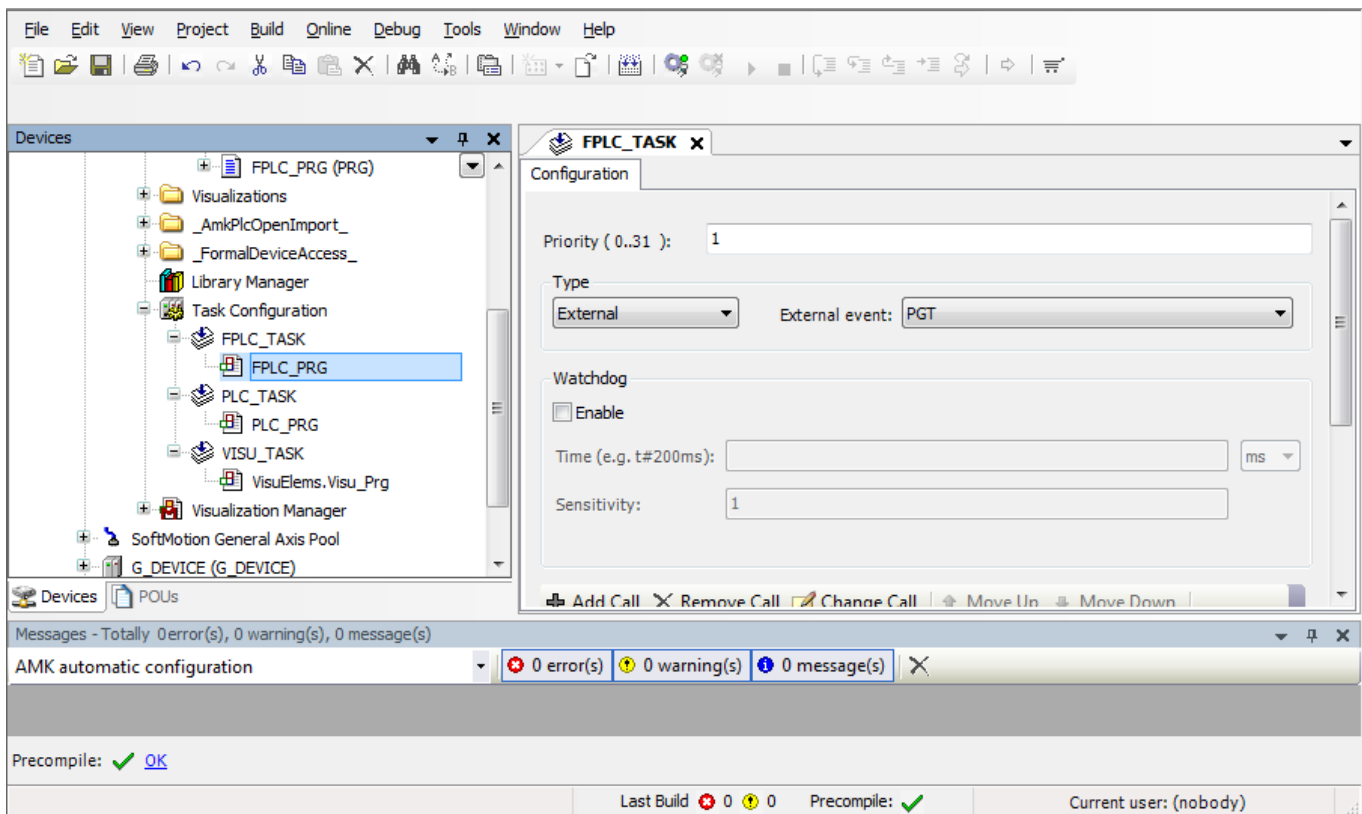 File Edit View Project Build Online Debug Tools Window Help
Devices
FPLC_PRG (PRG)
Visualizations
_AmkPlcOpenImport_
_FormalDeviceAccess_
Library Manager
Task Configuration
FPLC_TASK
FPLC_PRG
PLC_TASK
PLC_PRG
VISU_TASK
VisuElems.Visu_Prg
Visualization Manager
SoftMotion General Axis Pool
G_DEVICE (G_DEVICE)
Devices POUs
FPLC_TASK
Configuration
Priority ( 0..31 ): 1
Type
External External event: PGT
Watchdog
Enable
Time (e.g. t#200ms): ms
Sensitivity: 1
Add Call Remove Call Change Call Move Up Move Down
Messages - Totally 0error(s), 0 warning(s), 0 message(s)
AMK automatic configuration 0 error(s) 0 warning(s) 0 message(s)
Precompile: OK
Last Build 0 0 Precompile: Current user: (nobody)